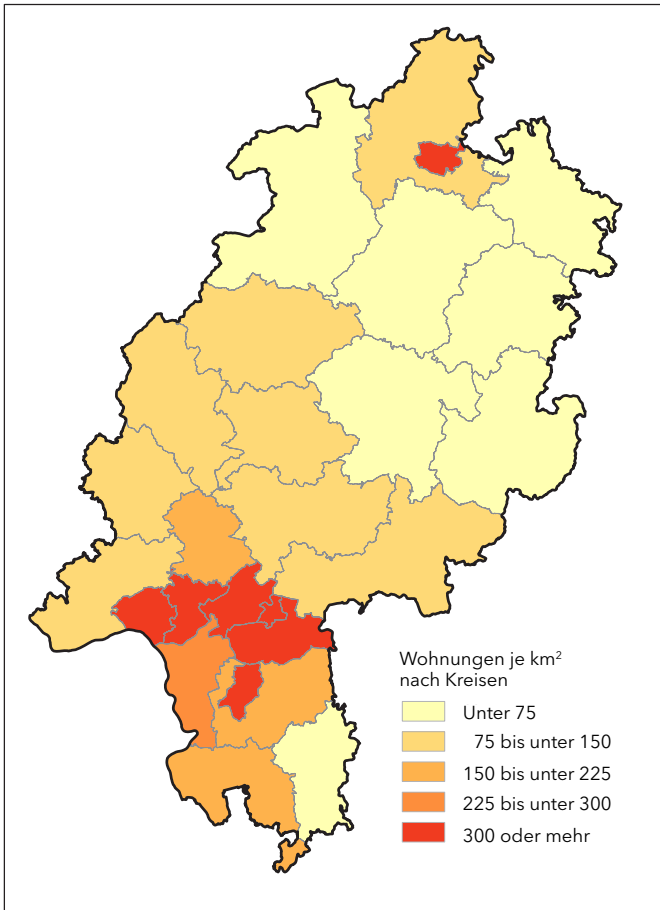 Wohnungen je km²
nach Kreisen
Unter 75
75 bis unter 150
150 bis unter 225
225 bis unter 300
300 oder mehr